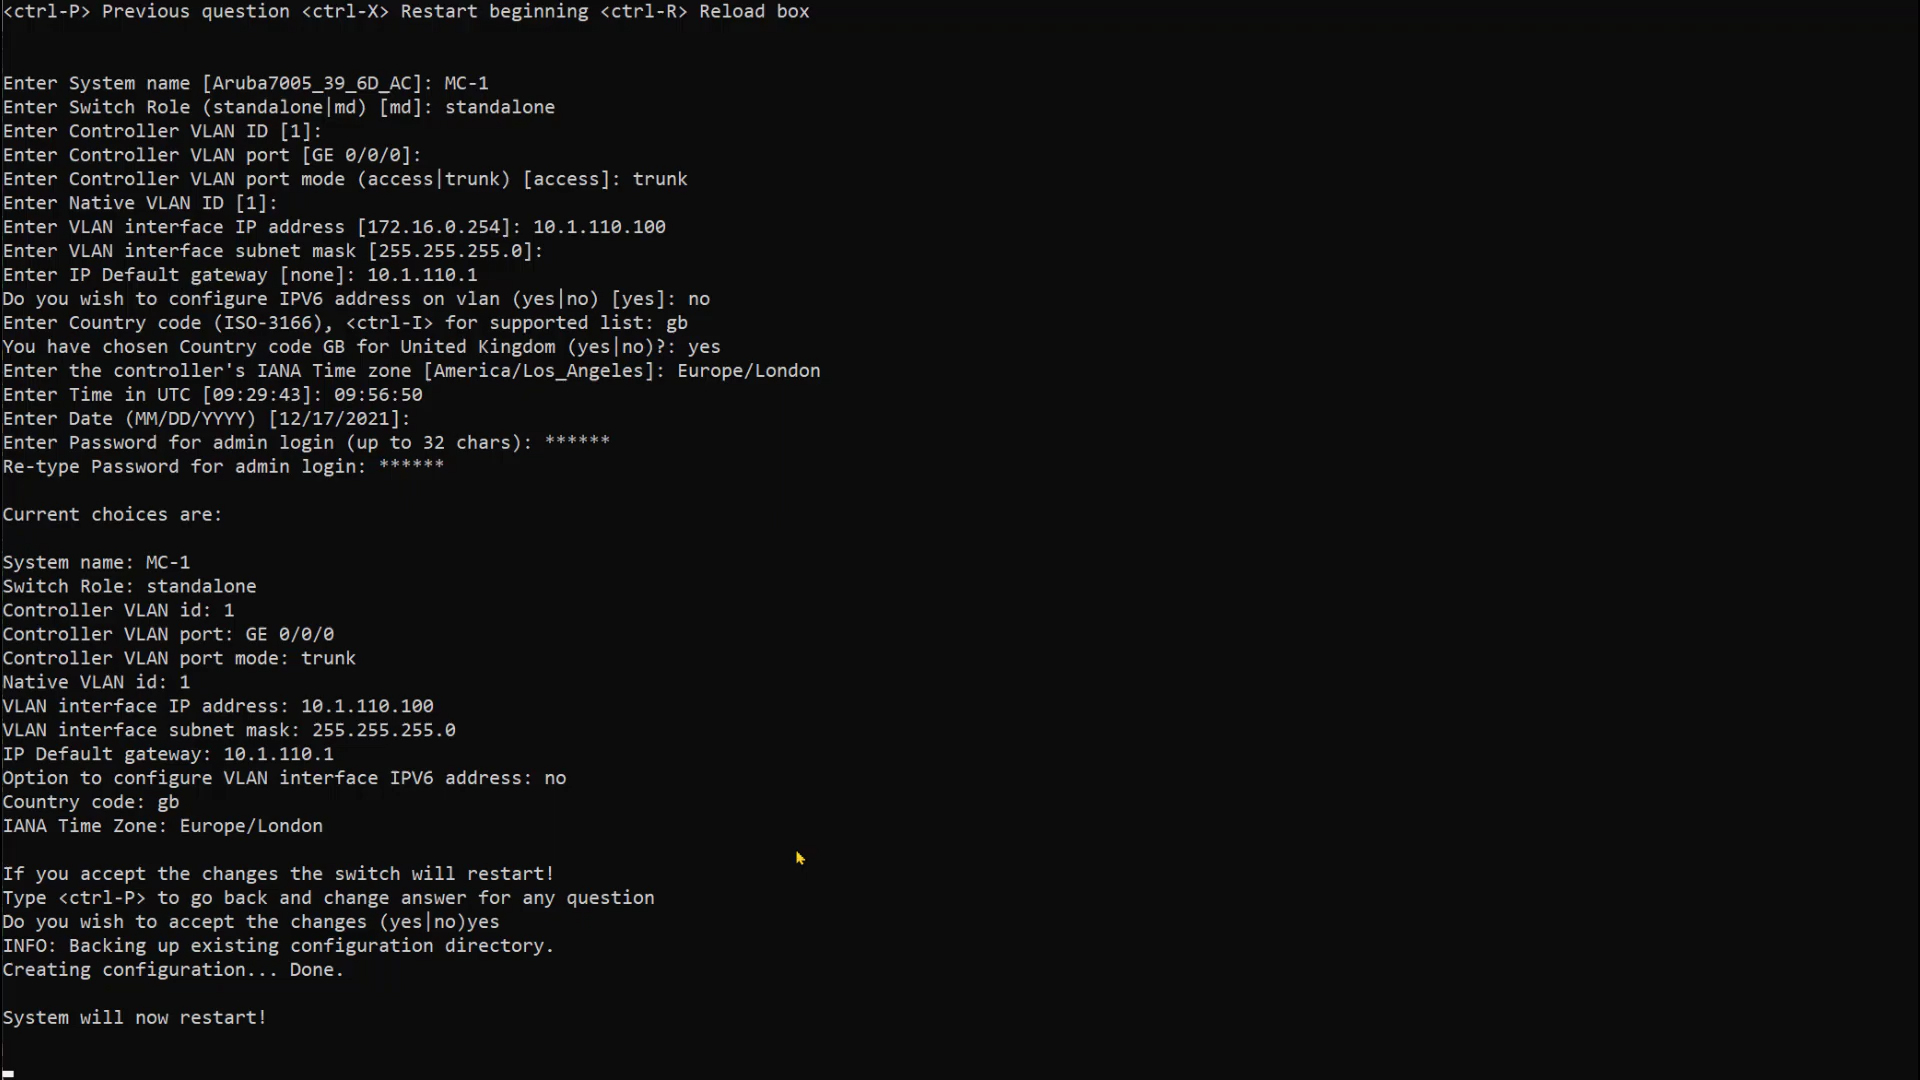 <ctrl-P> Previous question <ctrl-X> Restart beginning <ctrl-R> Reload box
Enter System name [Aruba7005_39_6D_AC]: MC-1
Enter Switch Role (standalone|md) [md]: standalone
Enter Controller VLAN ID [1]:
Enter Controller VLAN port [GE 0/0/0]:
Enter Controller VLAN port mode (access|trunk) [access]: trunk
Enter Native VLAN ID [1]:
Enter VLAN interface IP address [172.16.0.254]: 10.1.110.100
Enter VLAN interface subnet mask [255.255.255.0]:
Enter IP Default gateway [none]: 10.1.110.1
Do you wish to configure IPV6 address on vlan (yes|no) [yes]: no
Enter Country code (ISO-3166), <ctrl-I> for supported list: gb
You have chosen Country code GB for United Kingdom (yes|no)?: yes
Enter the controller's IANA Time zone [America/Los_Angeles]: Europe/London
Enter Time in UTC [09:29:43]: 09:56:50
Enter Date (MM/DD/YYYY) [12/17/2021]:
Enter Password for admin login (up to 32 chars): ******
Re-type Password for admin login: ******
Current choices are:
System name: MC-1
Switch Role: standalone
Controller VLAN id: 1
Controller VLAN port: GE 0/0/0
Controller VLAN port mode: trunk
Native VLAN id: 1
VLAN interface IP address: 10.1.110.100
VLAN interface subnet mask: 255.255.255.0
IP Default gateway: 10.1.110.1
Option to configure VLAN interface IPV6 address: no
Country code: gb
IANA Time Zone: Europe/London
If you accept the changes the switch will restart!
Type <ctrl-P> to go back and change answer for any question
Do you wish to accept the changes (yes|no)yes
INFO: Backing up existing configuration directory.
Creating configuration... Done.
System will now restart!